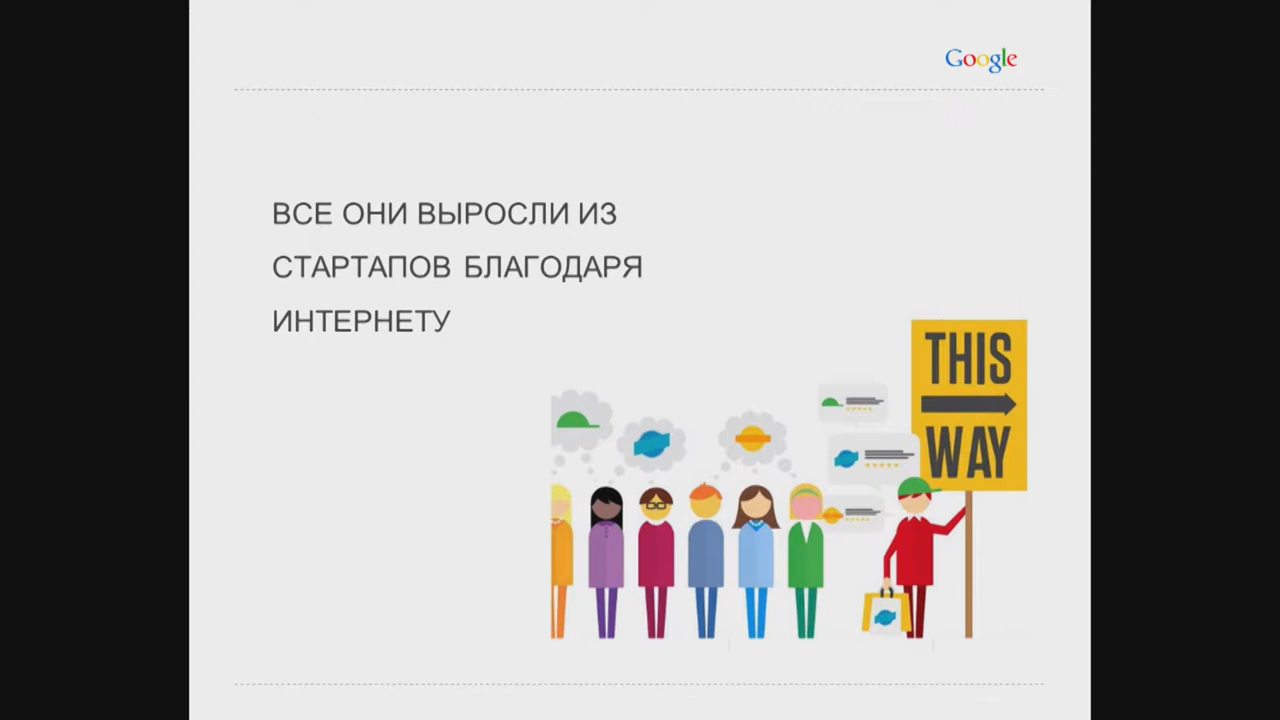 Google
ВСЕ ОНИ ВЫРОСЛИ ИЗ
СТАРТАПОВ БЛАГОДАРЯ
ИНТЕРНЕТУ
THIS
WAY